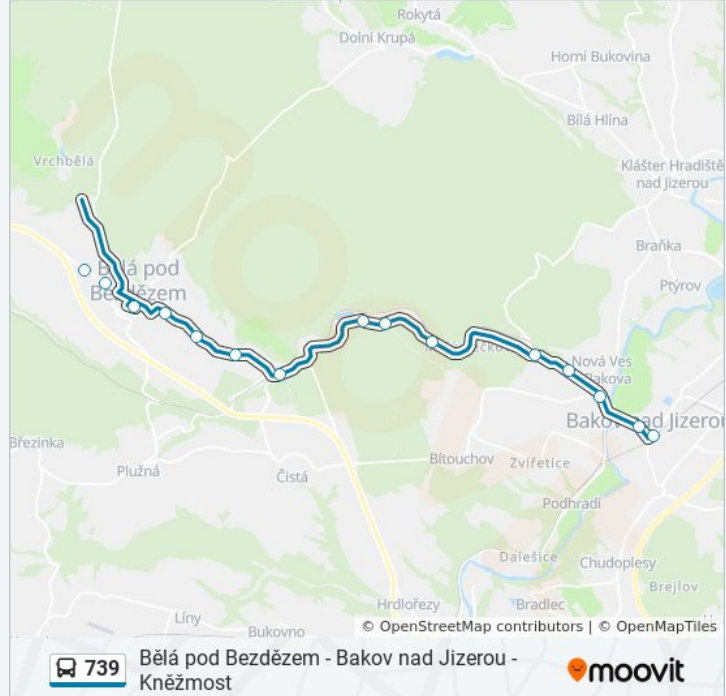 Rokytá
Dolní Krupá
Horní Bukovina
Bílá Hlína
Vrchbělá
Klášter Hradiště
nad Jizerou
Braňka
Bělá pod
Bezdězem
Ptýrov
Nová Ves
Bakova
Bakov nad Jizerou
Březinka
Bítouchov
Zvířetice
Plužná
Čistá
Podhradí
Dalešice
Chudoplesy
Brejlov
Hrdlořezy
Bradlec
Líny
Bukovno
© OpenStreetMap contributors | © OpenMapTiles
739
Bělá pod Bezdězem - Bakov nad Jizerou -
Kněžmost
moovit